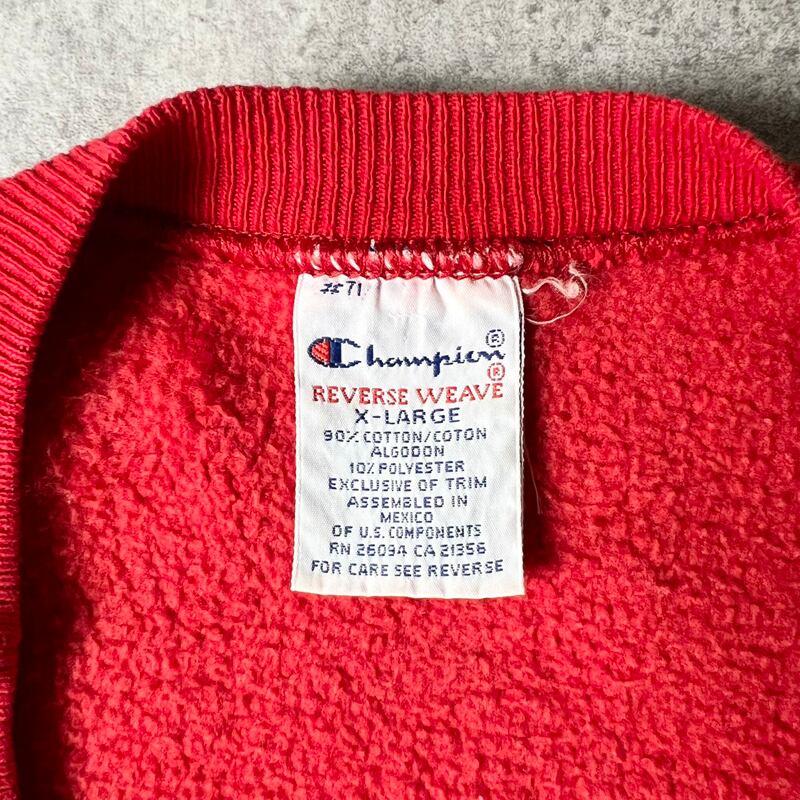 #71
Champion®
REVERSE WEAVE®
X-LARGE
90% COTTON/COTON
ALGODON
10% POLYESTER
EXCLUSIVE OF TRIM
ASSEMBLED IN
MEXICO
OF U.S. COMPONENTS
RN 26094 CA 21356
FOR CARE SEE REVERSE